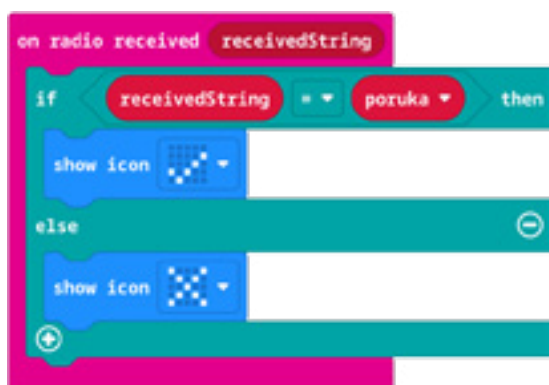 on radio received receivedString
if receivedString = poruka then
show icon
else
show icon